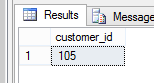 Results Message
customer_id
1 105